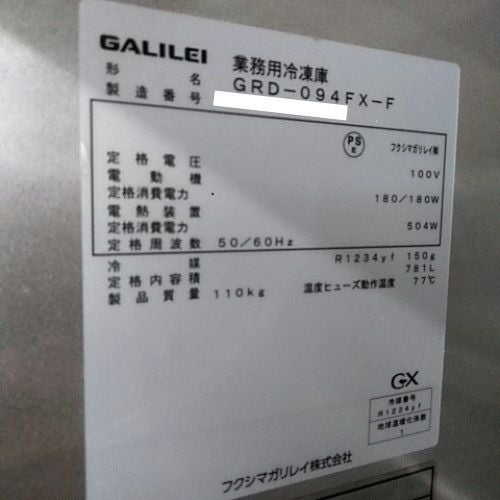 GALILEI 業務用冷凍庫
形名 GRD-094FX-F
製造番号
PS E フクシマガリレイ㈱
定格電圧 100V
電動機
定格消費電力 180/180W
電熱装置
定格消費電力 504W
定格周波数 50/60Hz
冷媒 R1234yf 150g
定格内容積 781L
製品質量 110kg 温度ヒューズ動作温度 77℃
GX
冷媒番号
R1234yf
地球温暖化係数
1
フクシマガリレイ株式会社